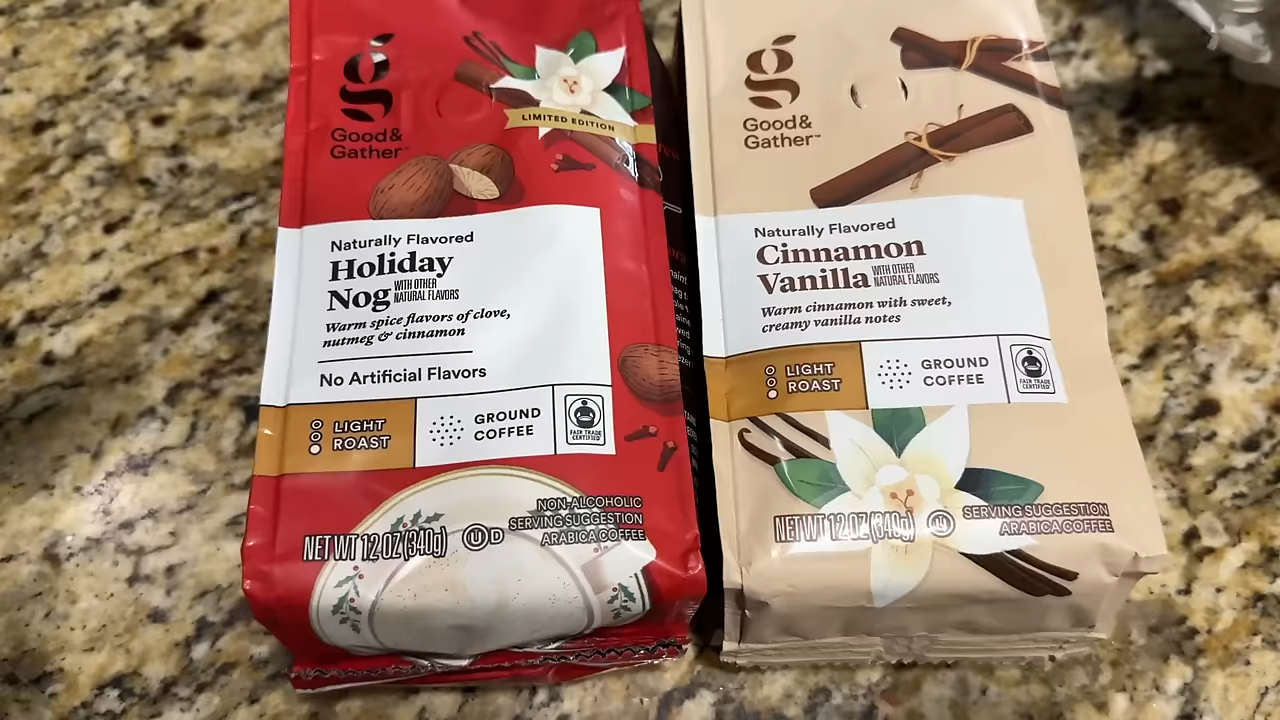 Good&
Gather™
LIMITED EDITION
Naturally Flavored
Holiday
Nog WITH OTHER
NATURAL FLAVORS
Warm spice flavors of clove,
nutmeg & cinnamon
No Artificial Flavors
LIGHT
ROAST
GROUND
COFFEE
FAIR TRADE
CERTIFIED
NON-ALCOHOLIC
SERVING SUGGESTION
ARABICA COFFEE
NET WT 12 OZ (340g)
U D
Good&
Gather™
Naturally Flavored
Cinnamon
Vanilla WITH OTHER
NATURAL FLAVORS
Warm cinnamon with sweet,
creamy vanilla notes
LIGHT
ROAST
GROUND
COFFEE
FAIR TRADE
CERTIFIED
NET WT 12 OZ (340g)
U
SERVING SUGGESTION
ARABICA COFFEE